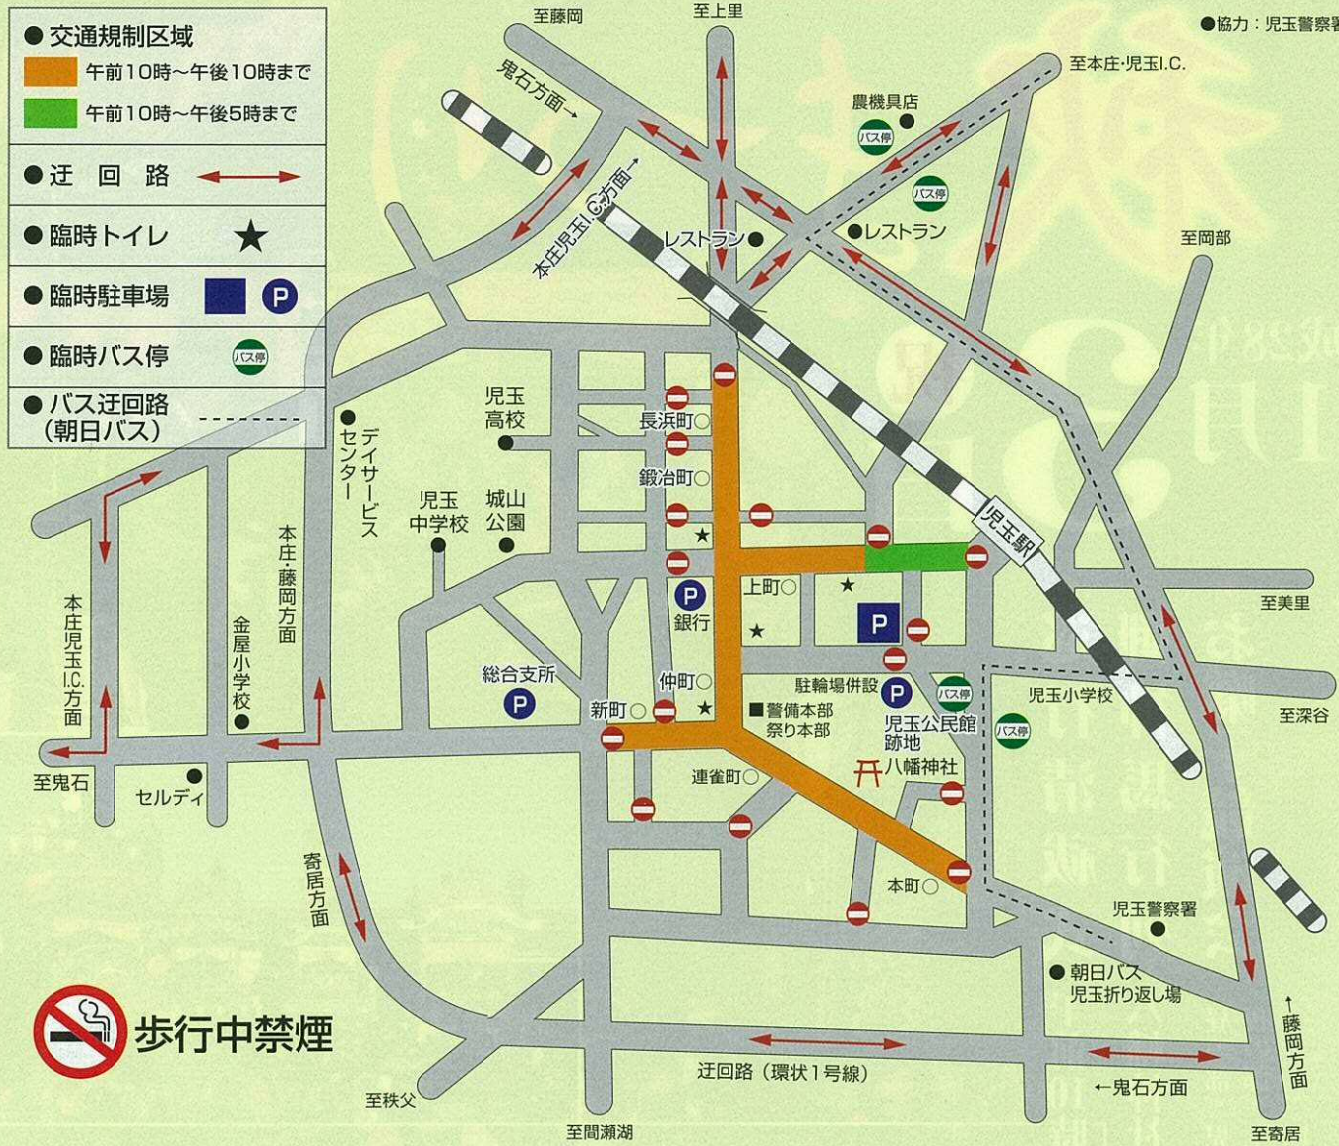 ● 交通規制区域
午前10時～午後10時まで
午前10時～午後5時まで
● 迂回路
● 臨時トイレ ★
● 臨時駐車場 P
● 臨時バス停 バス停
● バス迂回路
(朝日バス)
至藤岡
至上里
●協力：児玉警察署
至本庄・児玉I.C.
鬼石方面→
農機具店
バス停
バス停
本庄児玉I.C.方面→
レストラン
レストラン
至岡部
児玉
高校
長浜町○
鍛冶町○
デイサービス
センター
児玉
中学校
城山
公園
児玉駅
本庄・藤岡方面
本庄児玉I.C.方面
金屋小学校
P
銀行
上町○
P
至美里
総合支所
P
仲町○
新町○
駐輪場併設
P
バス停
児玉小学校
至深谷
■警備本部
祭り本部
児玉公民館
跡地
バス停
八幡神社
至鬼石
セルディ
連雀町○
寄居方面
本町○
児玉警察署
● 朝日バス
児玉折り返し場
歩行中禁煙
迂回路（環状1号線）
←鬼石方面
←藤岡方面
至秩父
至間瀬湖
至寄居